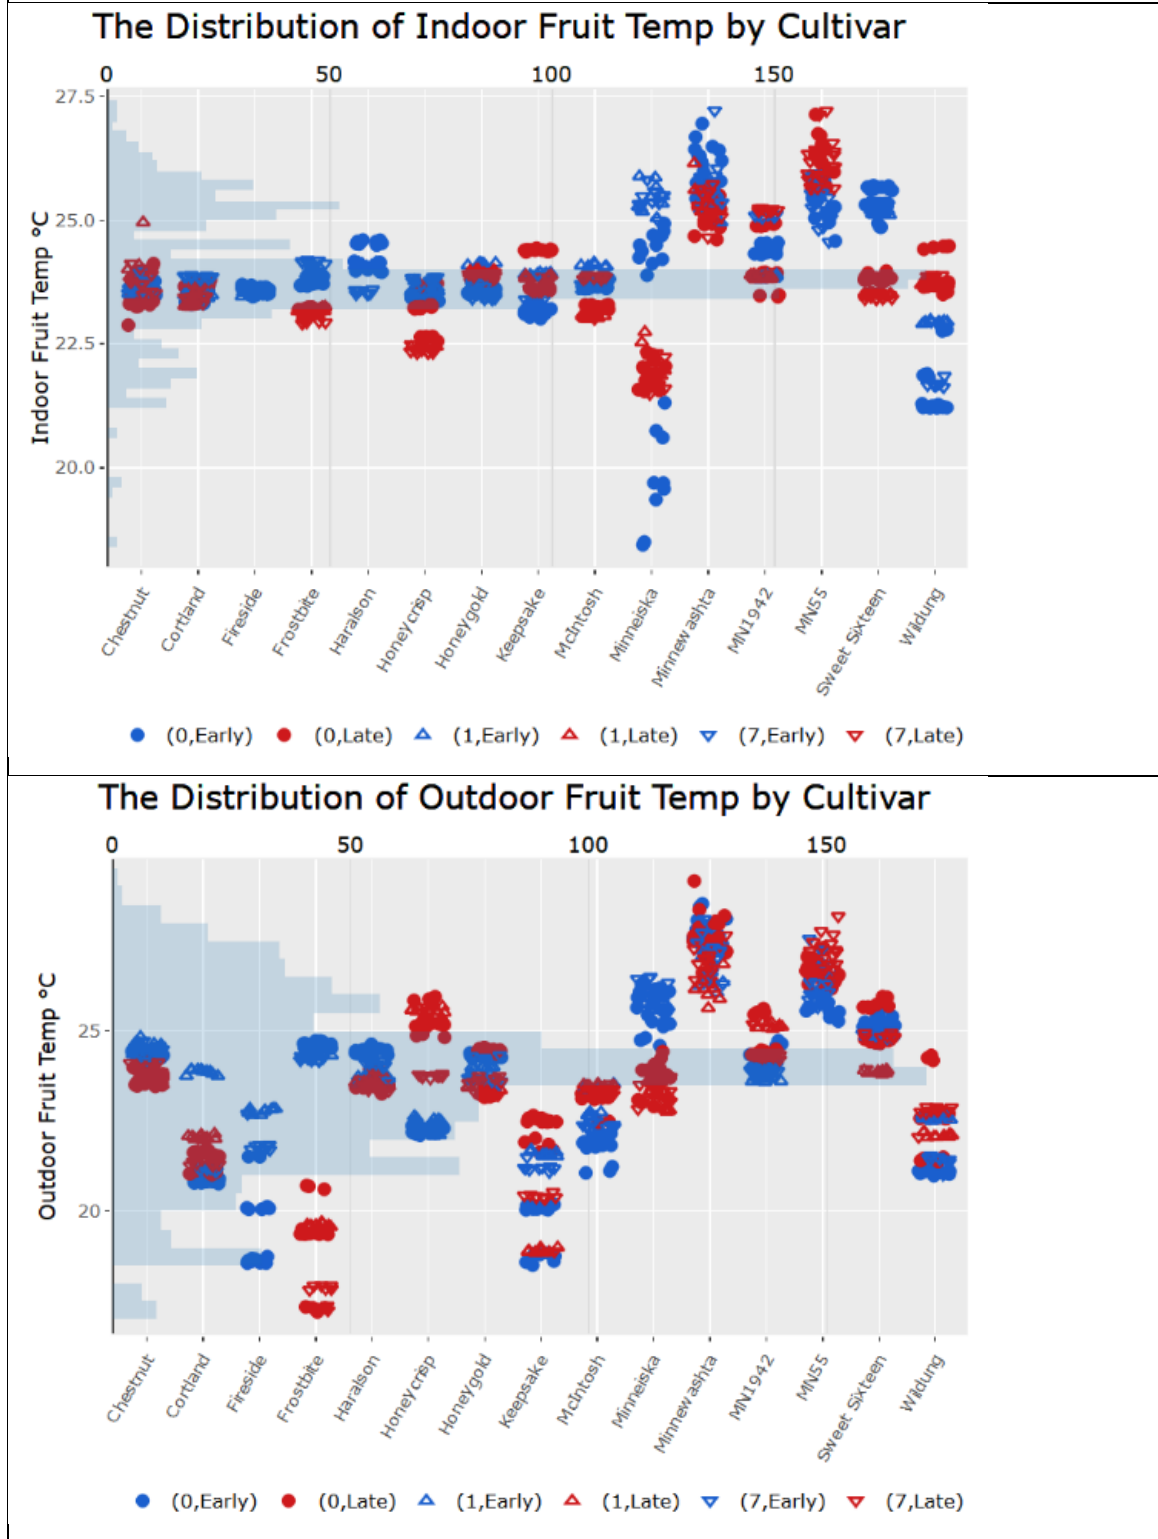 The Distribution of Indoor Fruit Temp by Cultivar
0 50 100 150
Indoor Fruit Temp °C
27.5
25.0
22.5
20.0
Chestnut Cortland Fireside Frostbite Haralson Honeycrisp Honeygold Keepsake McIntosh Minneiska Minnewashta MN1942 MN55 Sweet Sixteen Wildung
(0,Early) (0,Late) (1,Early) (1,Late) (7,Early) (7,Late)
The Distribution of Outdoor Fruit Temp by Cultivar
0 50 100 150
Outdoor Fruit Temp °C
25
20
Chestnut Cortland Fireside Frostbite Haralson Honeycrisp Honeygold Keepsake McIntosh Minneiska Minnewashta MN1942 MN55 Sweet Sixteen Wildung
(0,Early) (0,Late) (1,Early) (1,Late) (7,Early) (7,Late)